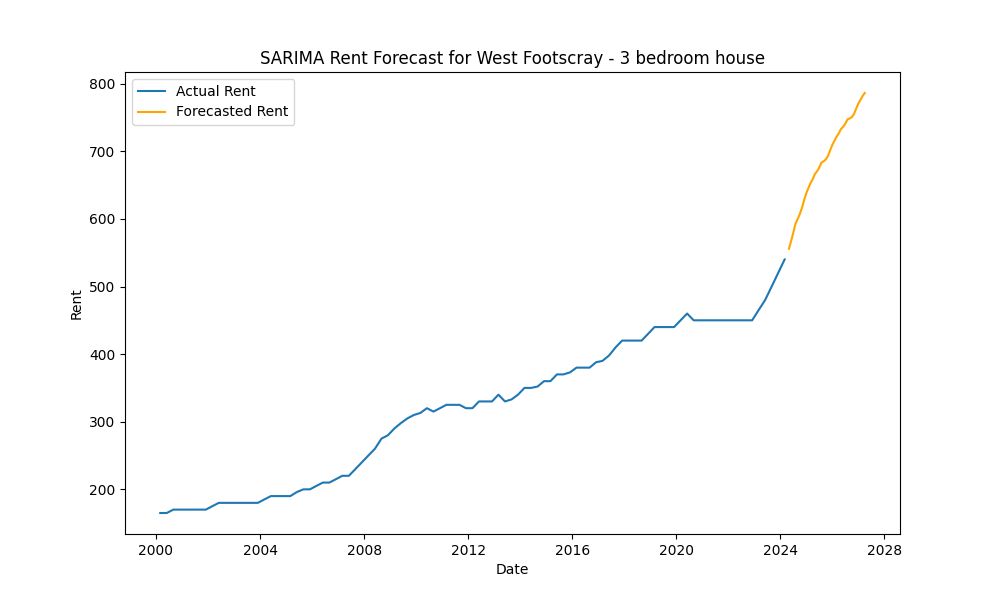 SARIMA Rent Forecast for West Footscray - 3 bedroom house
Actual Rent
Forecasted Rent
800
700
600
500
400
300
200
Rent
2000 2004 2008 2012 2016 2020 2024 2028
Date